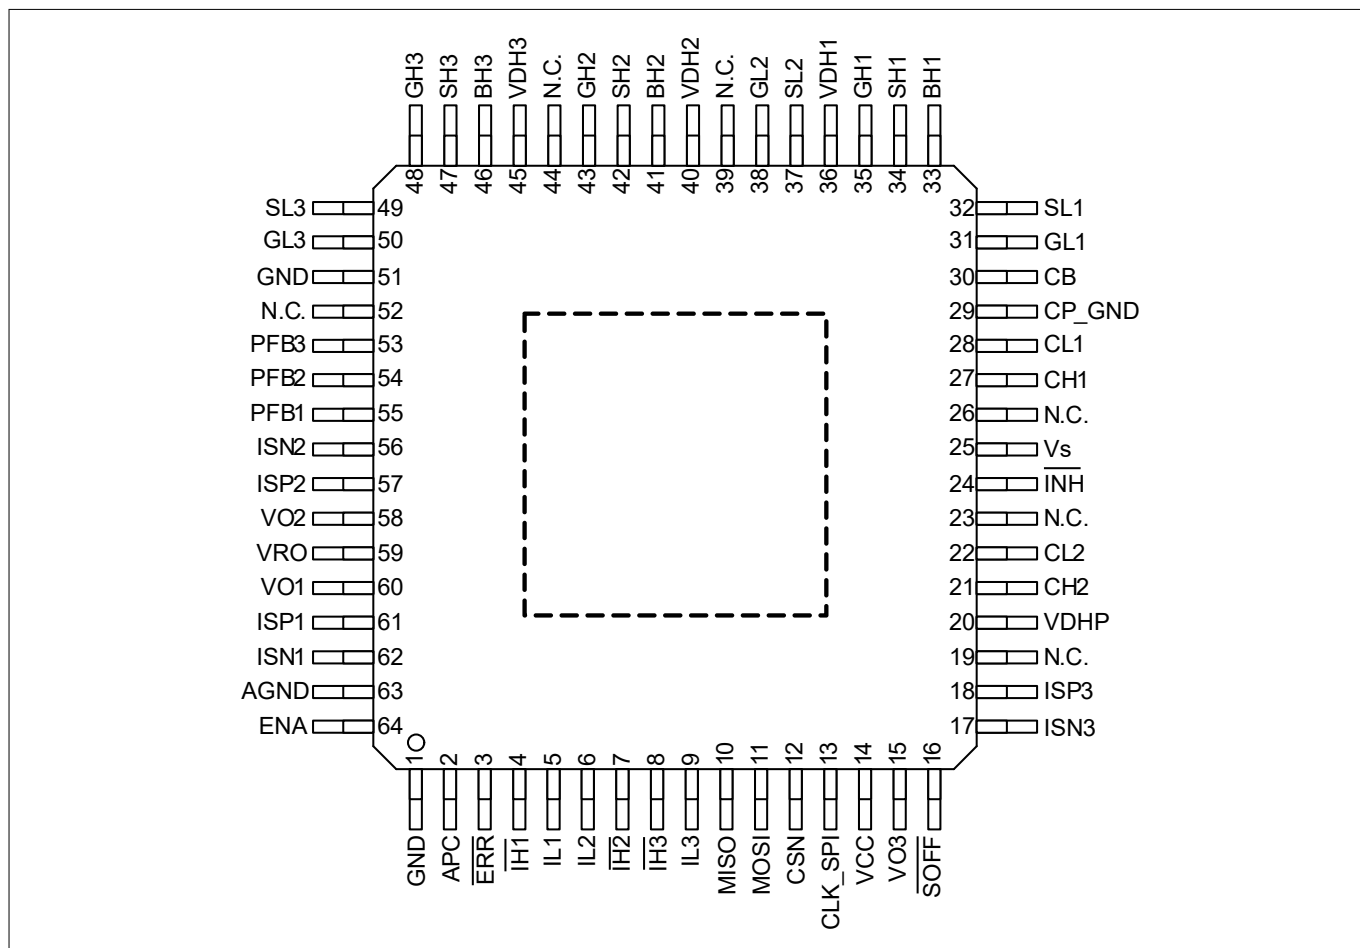 GH3 SH3 BH3 VDH3 N.C. GH2 SH2 BH2 VDH2 N.C. GL2 SL2 VDH1 GH1 SH1 BH1
48 47 46 45 44 43 42 41 40 39 38 37 36 35 34 33
SL3 49 32 SL1
GL3 50 31 GL1
GND 51 30 CB
N.C. 52 29 CP_GND
PFB3 53 28 CL1
PFB2 54 27 CH1
PFB1 55 26 N.C.
ISN2 56 25 Vs
ISP2 57 24 I̅N̅H̅
VO2 58 23 N.C.
VRO 59 22 CL2
VO1 60 21 CH2
ISP1 61 20 VDHP
ISN1 62 19 N.C.
AGND 63 18 ISP3
ENA 64 17 ISN3
1 2 3 4 5 6 7 8 9 10 11 12 13 14 15 16
GND APC E̅R̅R̅ I̅H̅1̅ IL1 IL2 I̅H̅2̅ I̅H̅3̅ IL3 MISO MOSI CSN CLK_SPI VCC VO3 S̅O̅F̅F̅